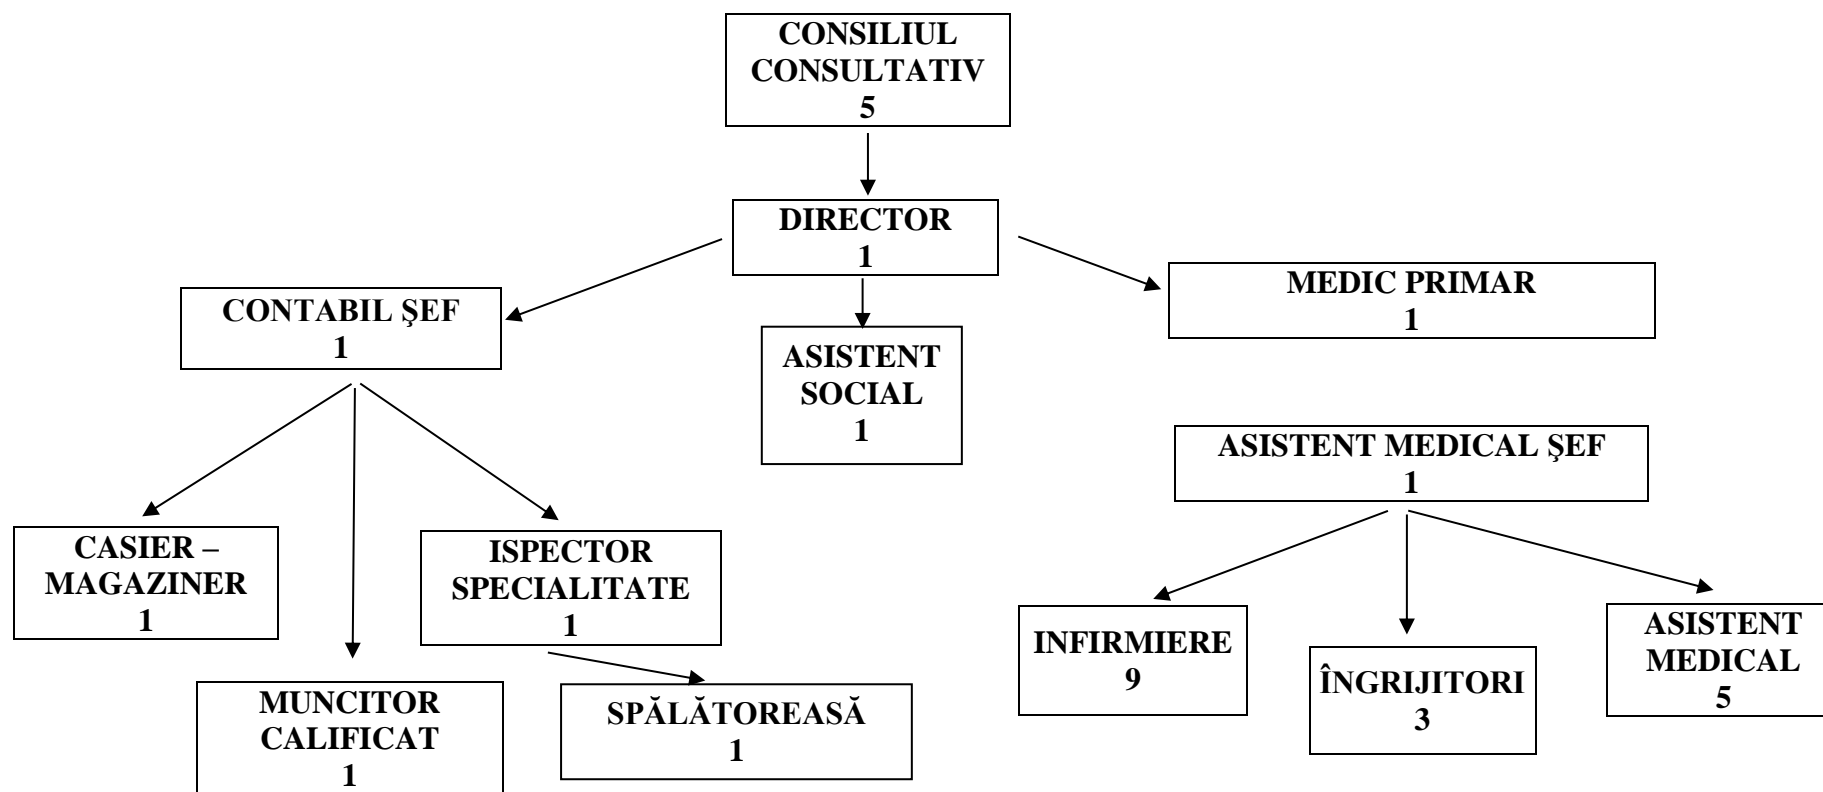 CONSILIUL
CONSULTATIV
5
DIRECTOR
1
CONTABIL ŞEF
1
ASISTENT
SOCIAL
1
MEDIC PRIMAR
1
ASISTENT MEDICAL ŞEF
1
CASIER –
MAGAZINER
1
MUNCITOR
CALIFICAT
1
ISPECTOR
SPECIALITATE
1
SPĂLĂTOREASĂ
1
INFIRMIERE
9
ÎNGRIJITORI
3
ASISTENT
MEDICAL
5